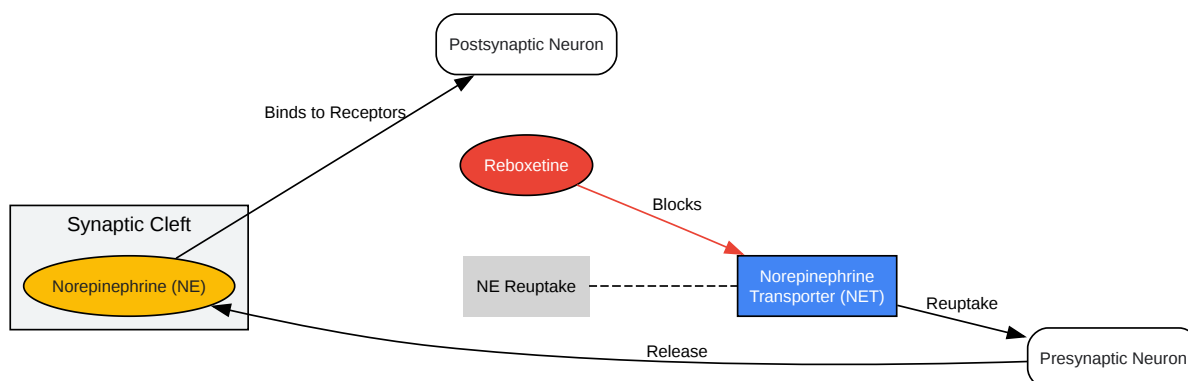 Postsynaptic Neuron
Binds to Receptors
Reboxetine
Blocks
Synaptic Cleft
Norepinephrine (NE)
NE Reuptake
Norepinephrine
Transporter (NET)
Reuptake
Release
Presynaptic Neuron